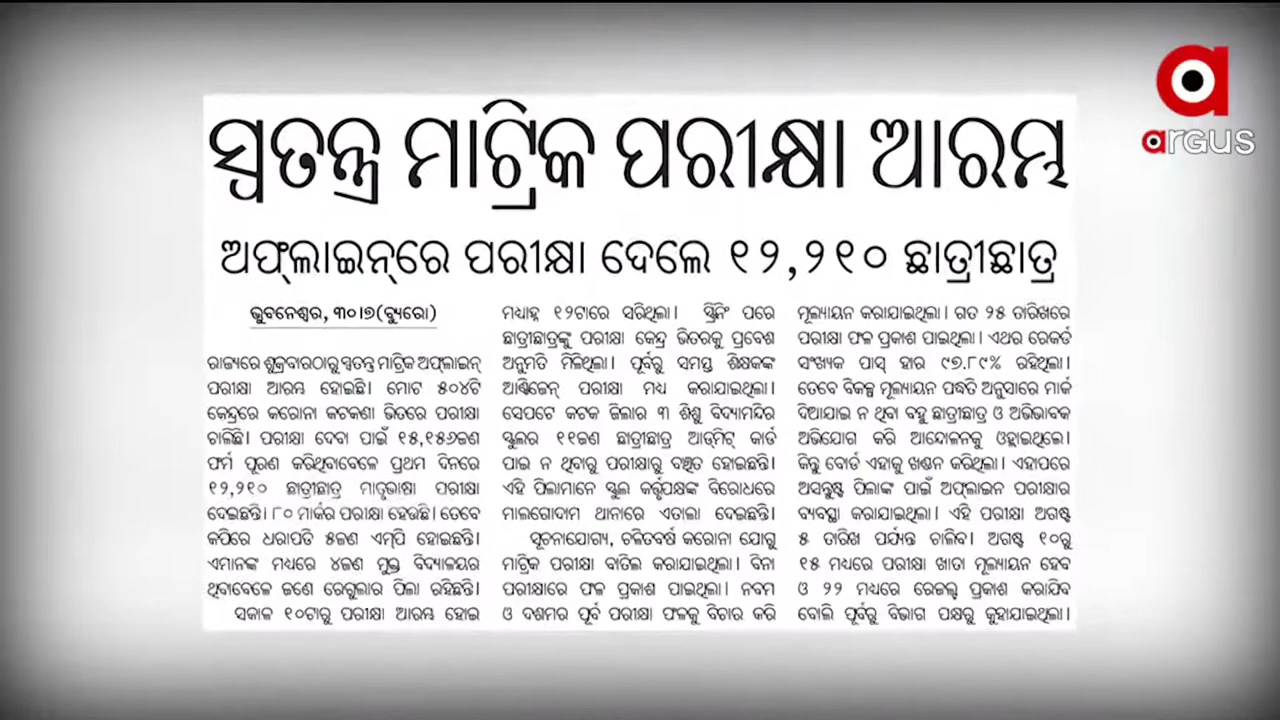 ସ୍ୱତନ୍ତ୍ର ମାଟ୍ରିକ ପରୀକ୍ଷା ଆରମ୍ଭ
ଅଫ୍‌ଲାଇନ୍‌ରେ ପରୀକ୍ଷା ଦେଲେ ୧୨,୨୧୦ ଛାତ୍ରୀଛାତ୍ର
ଭୁବନେଶ୍ୱର, ୩୦।୭(ବ୍ୟୁରୋ)
ରାଜ୍ୟରେ ଶୁକ୍ରବାରଠାରୁ ସ୍ୱତନ୍ତ୍ର ମାଟ୍ରିକ ଅଫ୍‌ଲାଇନ୍
ପରୀକ୍ଷା ଆରମ୍ଭ ହୋଇଛି। ମୋଟ ୫୦୪ଟି
କେନ୍ଦ୍ରରେ କରୋନା କଟକଣା ଭିତରେ ପରୀକ୍ଷା
ଚାଲିଛି। ପରୀକ୍ଷା ଦେବା ପାଇଁ ୧୫,୧୫୬ଜଣ
ଫର୍ମ ପୂରଣ କରିଥିବାବେଳେ ପ୍ରଥମ ଦିନରେ
୧୨,୨୧୦ ଛାତ୍ରୀଛାତ୍ର ମାତୃଭାଷା ପରୀକ୍ଷା
ଦେଇଛନ୍ତି। ୮୦ ମାର୍କର ପରୀକ୍ଷା ହେଉଛି। ତେବେ
କପିରେ ଧରାପଡି ୫ଜଣ ଏମ୍‌ପି ହୋଇଛନ୍ତି।
ଏମାନଙ୍କ ମଧ୍ୟରେ ୪ଜଣ ମୁକ୍ତ ବିଦ୍ୟାଳୟର
ଥିବାବେଳେ ଜଣେ ରେଗୁଲାର ପିଲା ରହିଛନ୍ତି।
ସକାଳ ୧୦ଟାରୁ ପରୀକ୍ଷା ଆରମ୍ଭ ହୋଇ
ମଧ୍ୟାହ୍ନ ୧୨ଟାରେ ସରିଥିଲା। ସ୍କ୍ରିନିଂ ପରେ
ଛାତ୍ରୀଛାତ୍ରଙ୍କୁ ପରୀକ୍ଷା କେନ୍ଦ୍ର ଭିତରକୁ ପ୍ରବେଶ
ଅନୁମତି ମିଳିଥିଲା। ପୂର୍ବରୁ ସମସ୍ତ ଶିକ୍ଷକଙ୍କ
ଆଣ୍ଟିଜେନ୍ ପରୀକ୍ଷା ମଧ୍ୟ କରାଯାଇଥିଲା।
ସେପଟେ କଟକ ଜିଲାର ୩ ଶିଶୁ ବିଦ୍ୟାମନ୍ଦିର
ସ୍କୁଲର ୧୧ଜଣ ଛାତ୍ରୀଛାତ୍ର ଆଡ୍‌ମିଟ୍ କାର୍ଡ
ପାଇ ନ ଥିବାରୁ ପରୀକ୍ଷାରୁ ବଞ୍ଚିତ ହୋଇଛନ୍ତି।
ଏହି ପିଲାମାନେ ସ୍କୁଲ କର୍ତ୍ତୃପକ୍ଷଙ୍କ ବିରୋଧରେ
ମାଲଗୋଦାମ ଥାନାରେ ଏତଲା ଦେଇଛନ୍ତି।
ସୂଚନାଯୋଗ୍ୟ, ଚଳିତବର୍ଷ କରୋନା ଯୋଗୁ
ମାଟ୍ରିକ ପରୀକ୍ଷା ବାତିଲ କରାଯାଇଥିଲା। ବିନା
ପରୀକ୍ଷାରେ ଫଳ ପ୍ରକାଶ ପାଇଥିଲା। ନବମ
ଓ ଦଶମର ପୂର୍ବ ପରୀକ୍ଷା ଫଳକୁ ବିଚାର କରି
ମୂଲ୍ୟାୟନ କରାଯାଇଥିଲା। ଗତ ୨୫ ତାରିଖରେ
ପରୀକ୍ଷା ଫଳ ପ୍ରକାଶ ପାଇଥିଲା। ଏଥର ରେକର୍ଡ
ସଂଖ୍ୟକ ପାସ୍ ହାର ୯୭.୮୯% ରହିଥିଲା।
ତେବେ ବିକଳ୍ପ ମୂଲ୍ୟାୟନ ପଦ୍ଧତି ଅନୁସାରେ ମାର୍କ
ଦିଆଯାଇ ନ ଥିବା ବହୁ ଛାତ୍ରୀଛାତ୍ର ଓ ଅଭିଭାବକ
ଅଭିଯୋଗ କରି ଆନ୍ଦୋଳନକୁ ଓହ୍ଲାଇଥିଲେ।
କିନ୍ତୁ ବୋର୍ଡ ଏହାକୁ ଖଣ୍ଡନ କରିଥିଲା। ଏହାପରେ
ଅସନ୍ତୁଷ୍ଟ ପିଲାଙ୍କ ପାଇଁ ଅଫ୍‌ଲାଇନ ପରୀକ୍ଷାର
ବ୍ୟବସ୍ଥା କରାଯାଇଥିଲା। ଏହି ପରୀକ୍ଷା ଅଗଷ୍ଟ
୫ ତାରିଖ ପର୍ଯ୍ୟନ୍ତ ଚାଲିବ। ଅଗଷ୍ଟ ୧୦ରୁ
୧୫ ମଧ୍ୟରେ ପରୀକ୍ଷା ଖାତା ମୂଲ୍ୟାୟନ ହେବ
ଓ ୨୨ ମଧ୍ୟରେ ରେଜଲ୍ଟ ପ୍ରକାଶ କରାଯିବ
ବୋଲି ପୂର୍ବରୁ ବିଭାଗ ପକ୍ଷରୁ କୁହାଯାଇଥିଲା।
argus